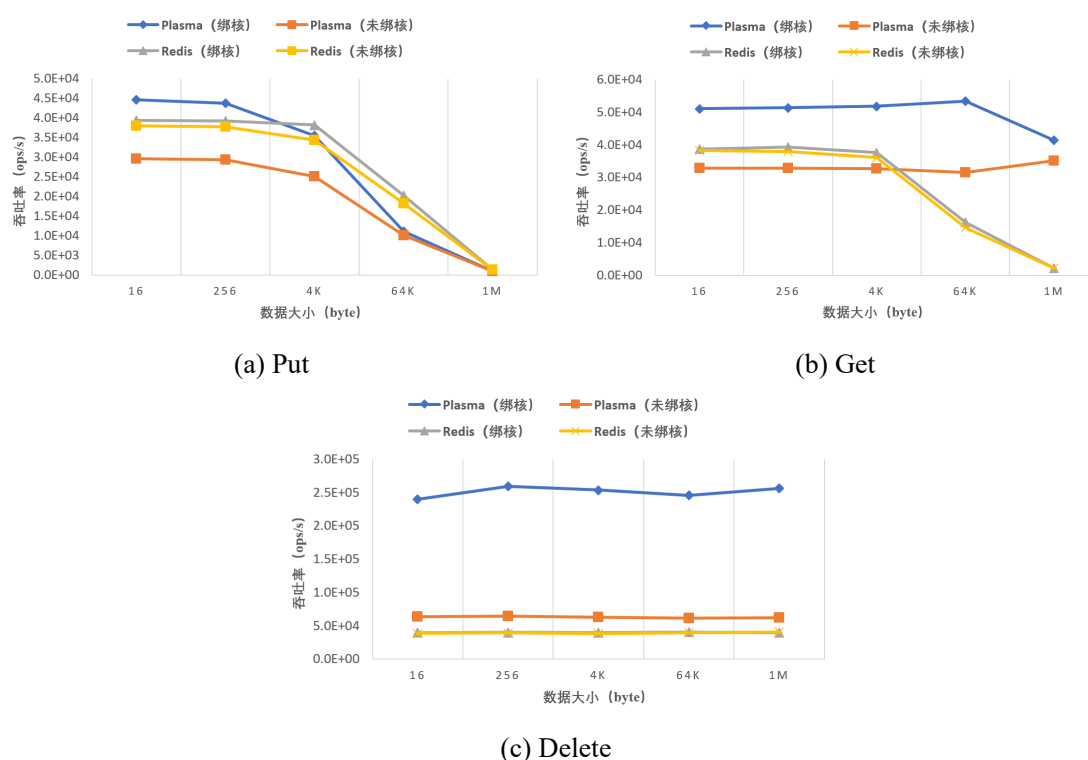 Plasma（绑核） Plasma（未绑核）
Redis（绑核） Redis（未绑核）
5.0E+04
4.5E+04
4.0E+04
3.5E+04
3.0E+04
2.5E+04
2.0E+04
1.5E+04
1.0E+04
5.0E+03
0.0E+00
吞吐率（ops/s）
16 256 4K 64K 1M
数据大小（byte）
(a) Put
Plasma（绑核） Plasma（未绑核）
Redis（绑核） Redis（未绑核）
6.0E+04
5.0E+04
4.0E+04
3.0E+04
2.0E+04
1.0E+04
0.0E+00
吞吐率（ops/s）
16 256 4K 64K 1M
数据大小（byte）
(b) Get
Plasma（绑核） Plasma（未绑核）
Redis（绑核） Redis（未绑核）
3.0E+05
2.5E+05
2.0E+05
1.5E+05
1.0E+05
5.0E+04
0.0E+00
吞吐率（ops/s）
16 256 4K 64K 1M
数据大小（byte）
(c) Delete